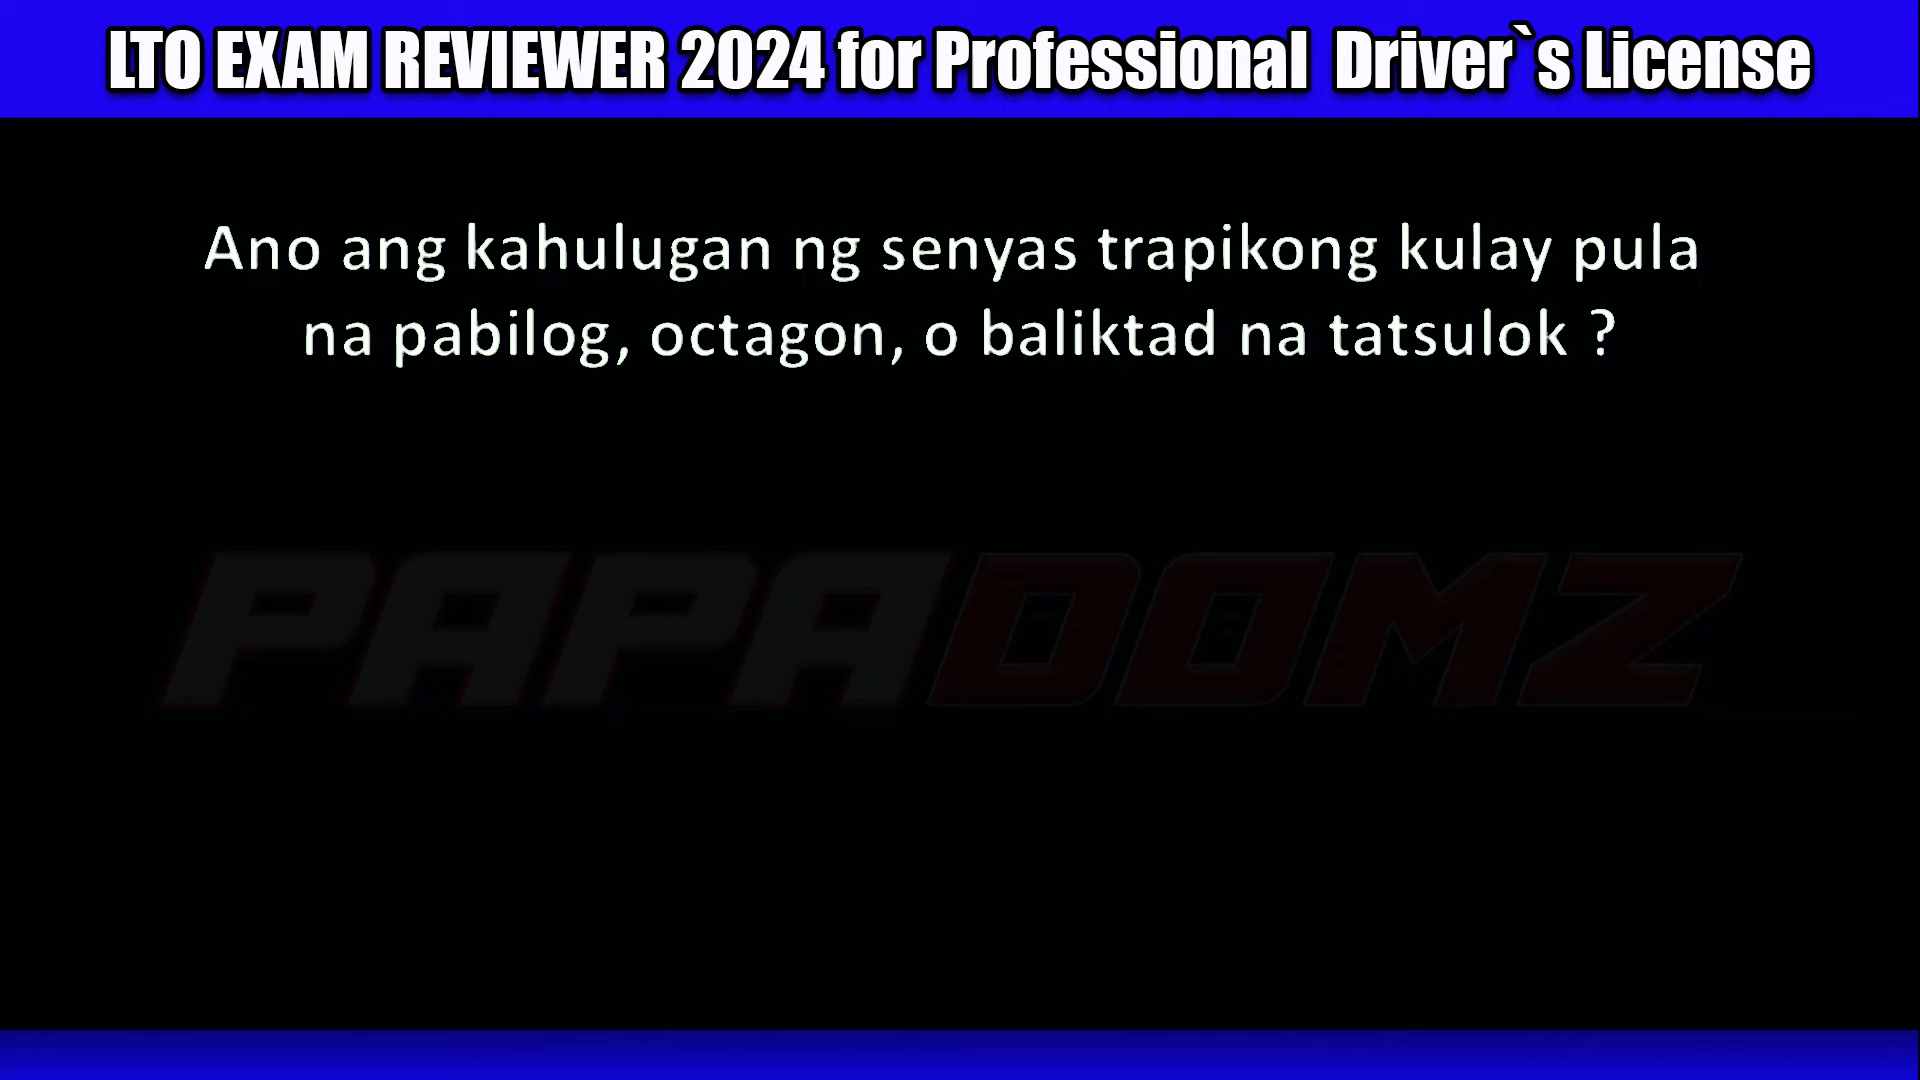 LTO EXAM REVIEWER 2024 for Professional Driver`s License
Ano ang kahulugan ng senyas trapikong kulay pula
na pabilog, octagon, o baliktad na tatsulok ?
PAPADOMZ